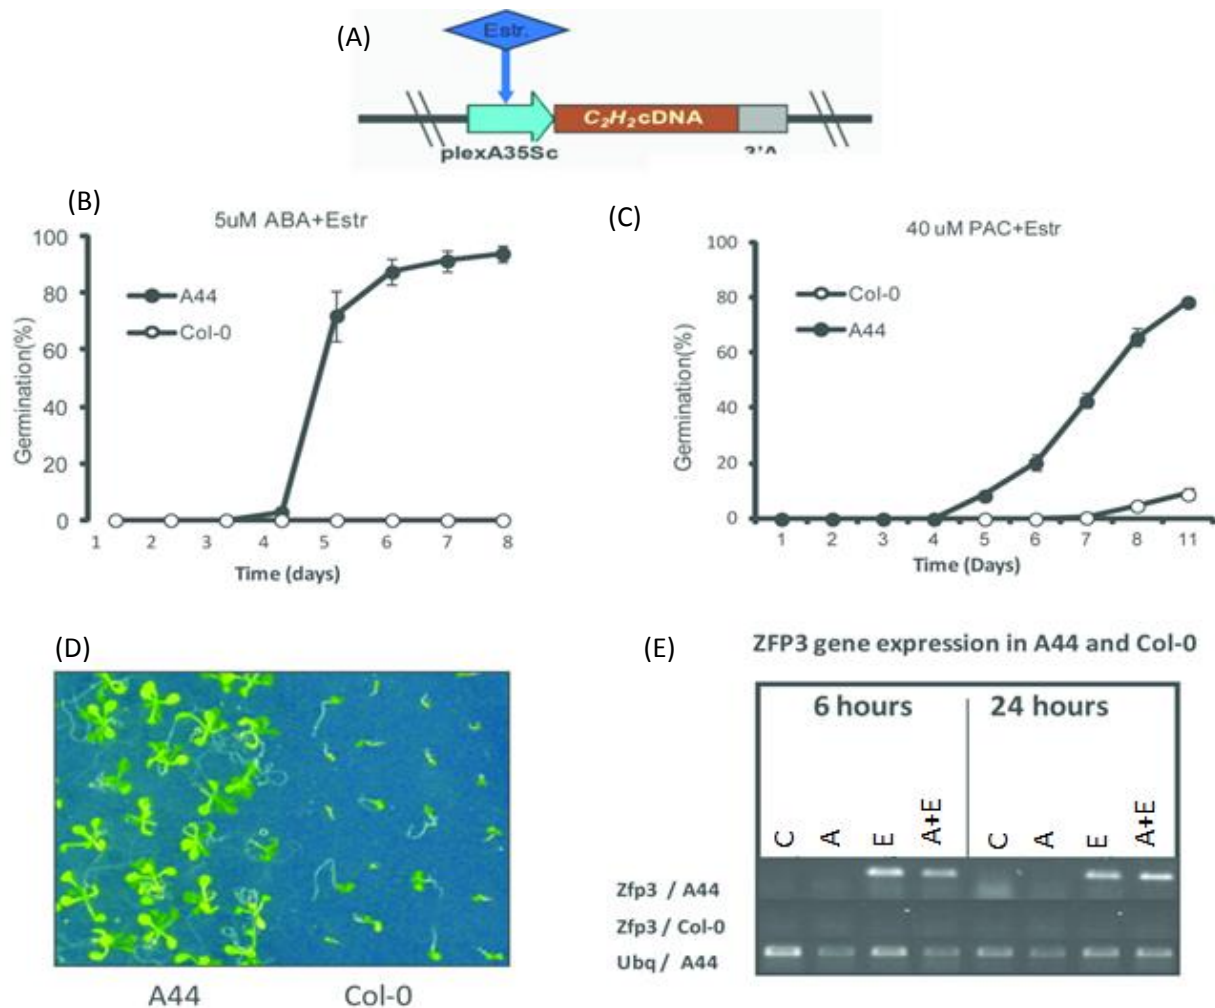 (A)
Estr.
C₂H₂ cDNA
plexA35Sc
(B)
5uM ABA+Estr
100
80
60
40
20
0
Germination(%)
A44
Col-0
1 2 3 4 5 6 7 8
Time (days)
(C)
40 uM PAC+Estr
100
80
60
40
20
0
Germination(%)
Col-0
A44
1 2 3 4 5 6 7 8 11
Time (Days)
(D)
A44 Col-0
(E)
ZFP3 gene expression in A44 and Col-0
6 hours 24 hours
C A E A+E C A E A+E
Zfp3 / A44
Zfp3 / Col-0
Ubq / A44